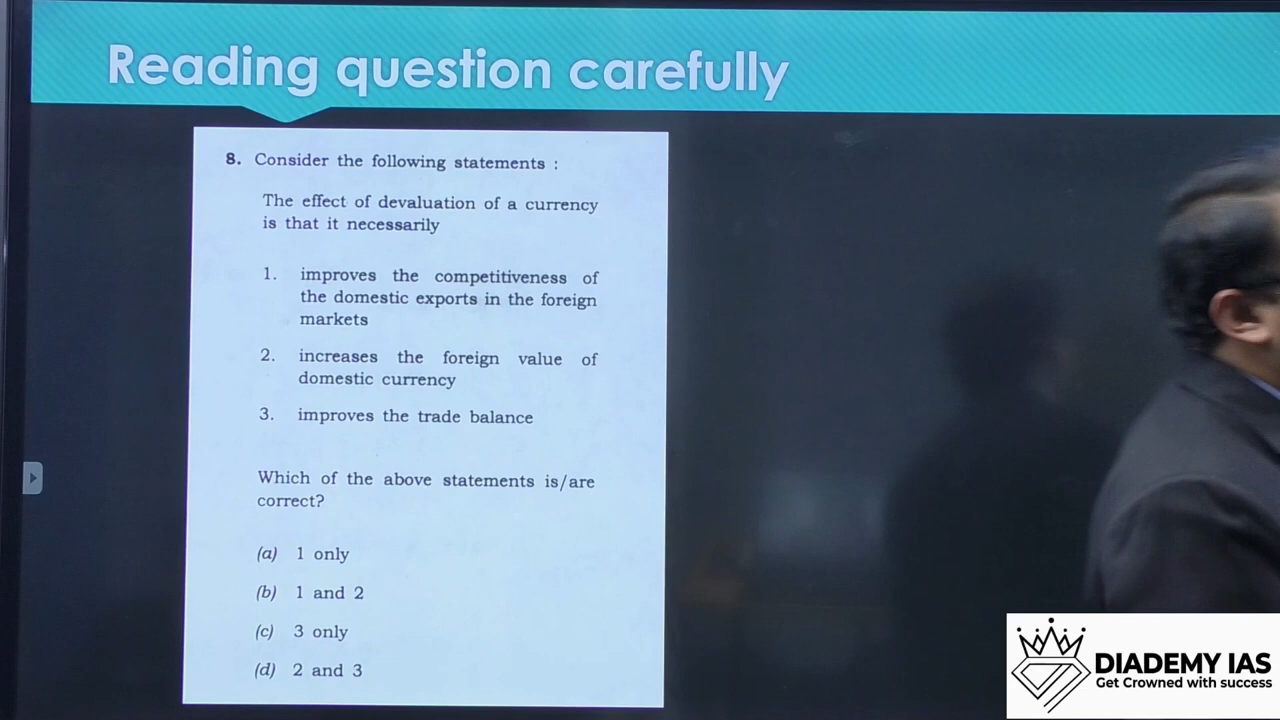 Reading question carefully
8. Consider the following statements :
The effect of devaluation of a currency
is that it necessarily
1. improves the competitiveness of
the domestic exports in the foreign
markets
2. increases the foreign value of
domestic currency
3. improves the trade balance
Which of the above statements is/are
correct?
(a) 1 only
(b) 1 and 2
(c) 3 only
(d) 2 and 3
DIADEMY IAS
Get Crowned with success